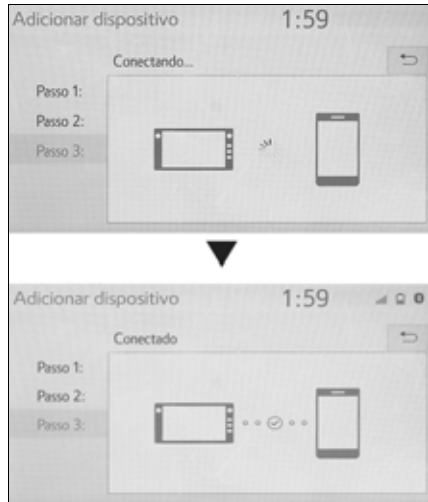 Adicionar dispositivo 1:59
Conectando...
Passo 1:
Passo 2:
Passo 3:
Adicionar dispositivo 1:59
Conectado
Passo 1:
Passo 2:
Passo 3: